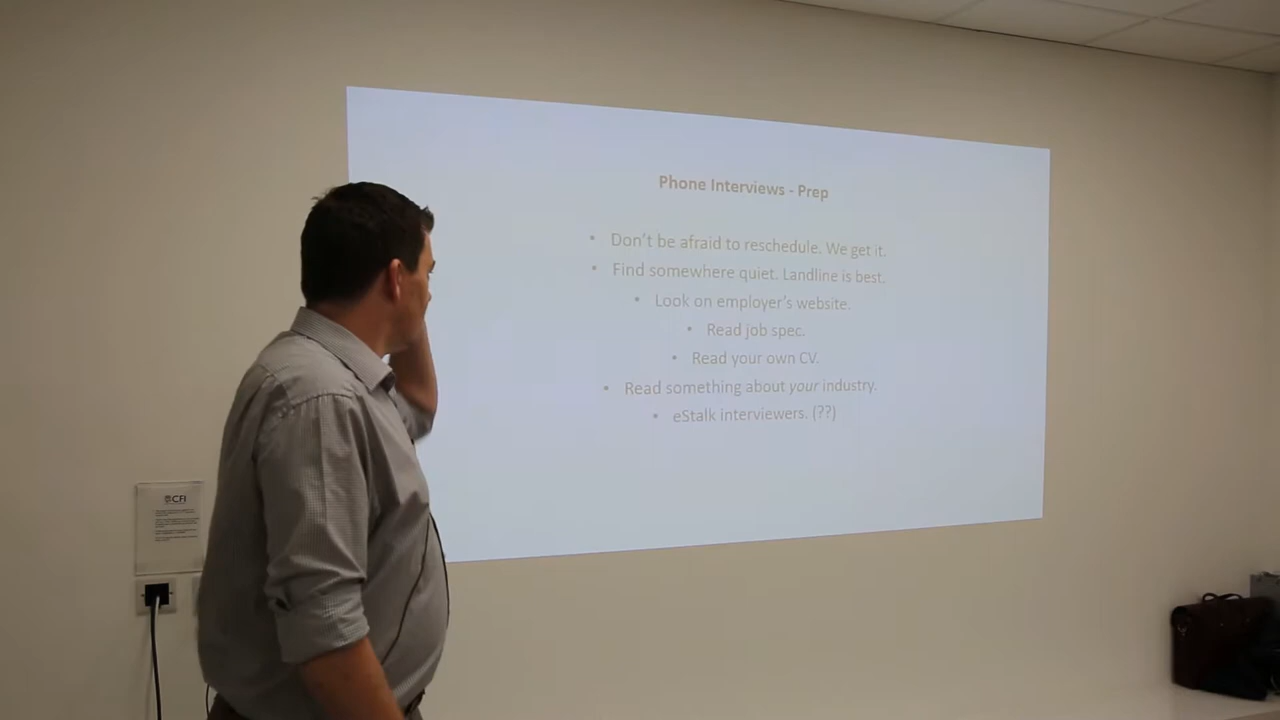 Phone Interviews - Prep
• Don't be afraid to reschedule. We get it.
• Find somewhere quiet. Landline is best.
• Look on employer's website.
• Read job spec.
• Read your own CV.
• Read something about your industry.
• eStalk interviewers. (??)
CFI